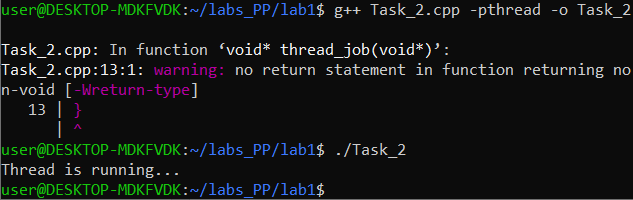 user@DESKTOP-MDKFVDK:~/labs_PP/lab1$ g++ Task_2.cpp -pthread -o Task_2
Task_2.cpp: In function ‘void* thread_job(void*)’:
Task_2.cpp:13:1: warning: no return statement in function returning no
n-void [-Wreturn-type]
   13 | }
      | ^
user@DESKTOP-MDKFVDK:~/labs_PP/lab1$ ./Task_2
Thread is running...
user@DESKTOP-MDKFVDK:~/labs_PP/lab1$